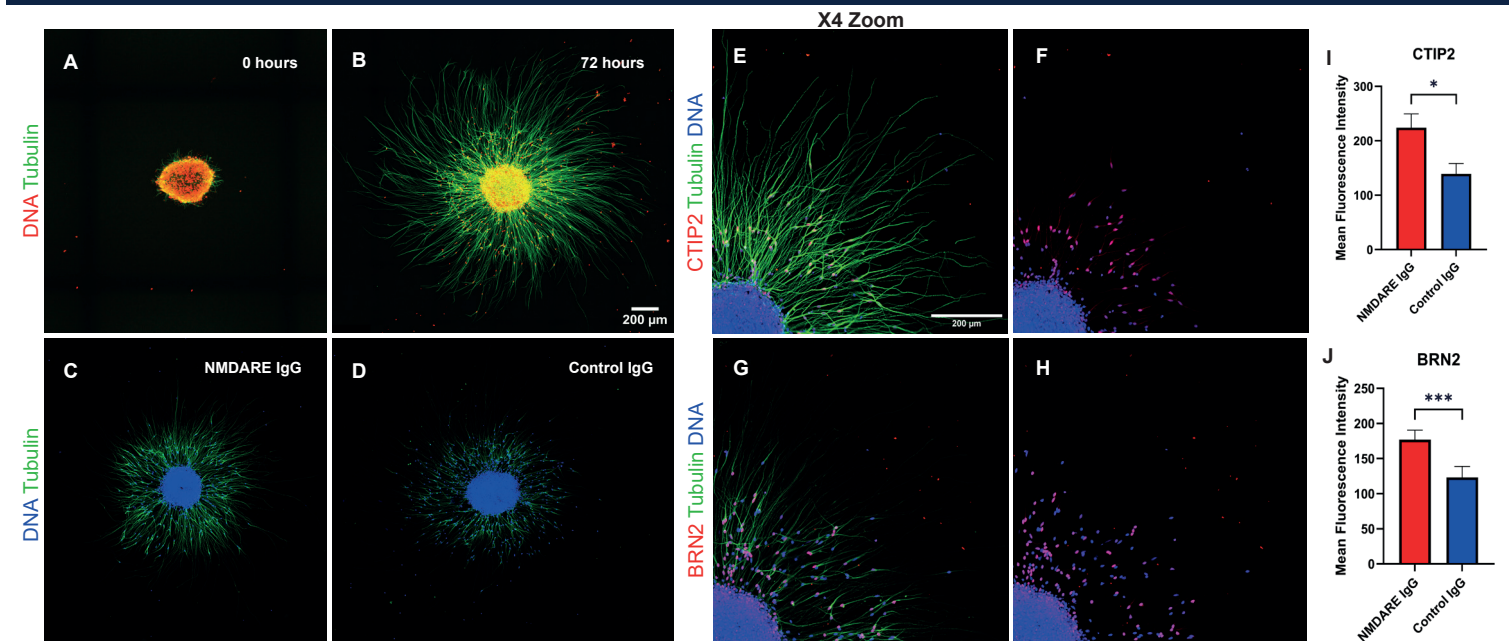 X4 Zoom
A
0 hours
B
72 hours
200 µm
DNA Tubulin
C
NMDARE IgG
D
Control IgG
DNA Tubulin
E
200 µm
F
CTIP2 Tubulin DNA
G
H
BRN2 Tubulin DNA
I
CTIP2
*
Mean Fluorescence Intensity
300
200
100
0
NMDARE IgG
Control IgG
J
BRN2
***
Mean Fluorescence Intensity
250
200
150
100
50
0
NMDARE IgG
Control IgG